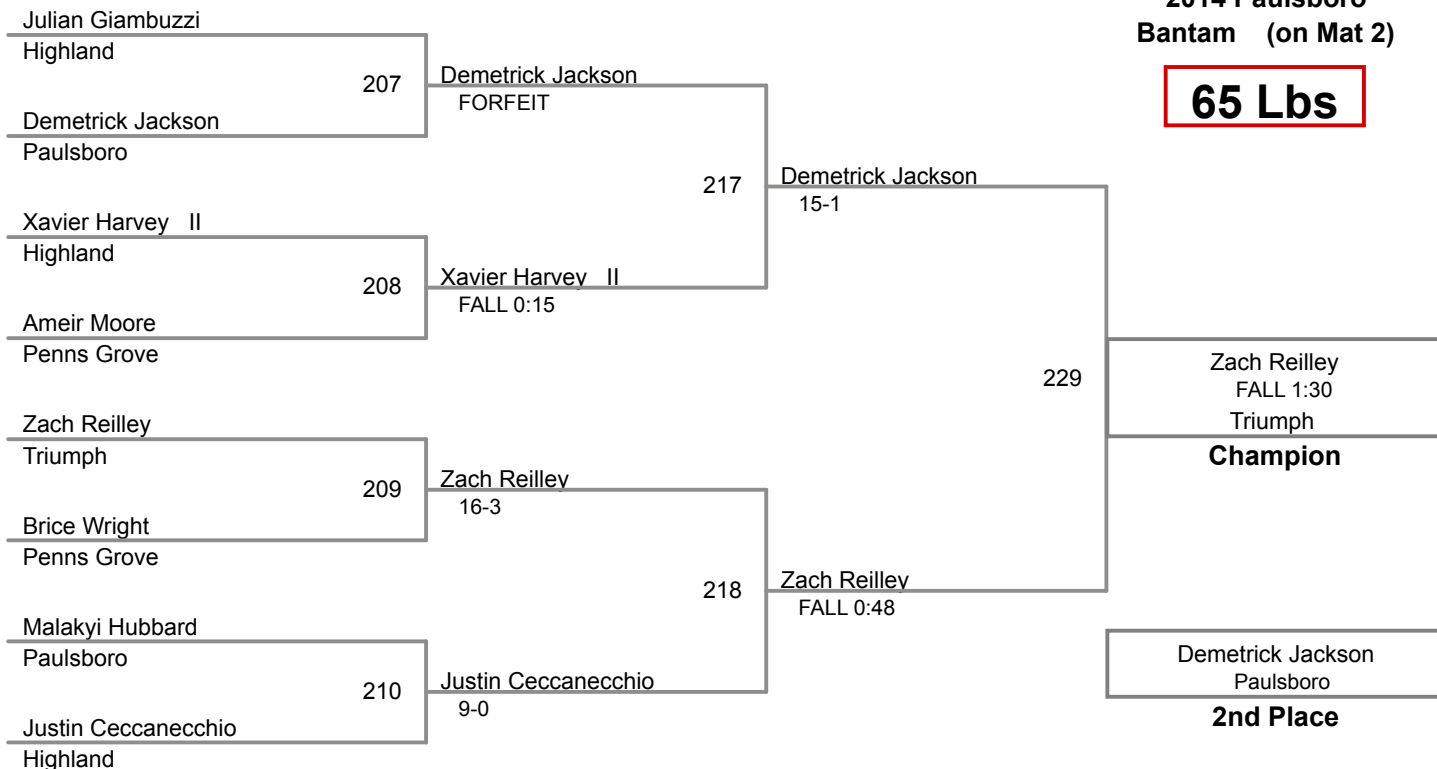 2014 Paulsboro
Bantam (on Mat 2)
65 Lbs
Julian Giambuzzi
Highland
207
Demetrick Jackson
FORFEIT
Demetrick Jackson
Paulsboro
217
Demetrick Jackson
15-1
Xavier Harvey II
Highland
208
Xavier Harvey II
FALL 0:15
Ameir Moore
Penns Grove
229
Zach Reilley
FALL 1:30
Triumph
Champion
Zach Reilley
Triumph
209
Zach Reilley
16-3
Brice Wright
Penns Grove
218
Zach Reilley
FALL 0:48
Malakyi Hubbard
Paulsboro
210
Justin Ceccanecchio
9-0
Justin Ceccanecchio
Highland
Demetrick Jackson
Paulsboro
2nd Place